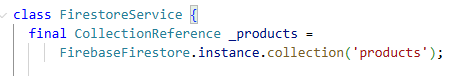 class FirestoreService {
final CollectionReference _products =
FirebaseFirestore.instance.collection('products');